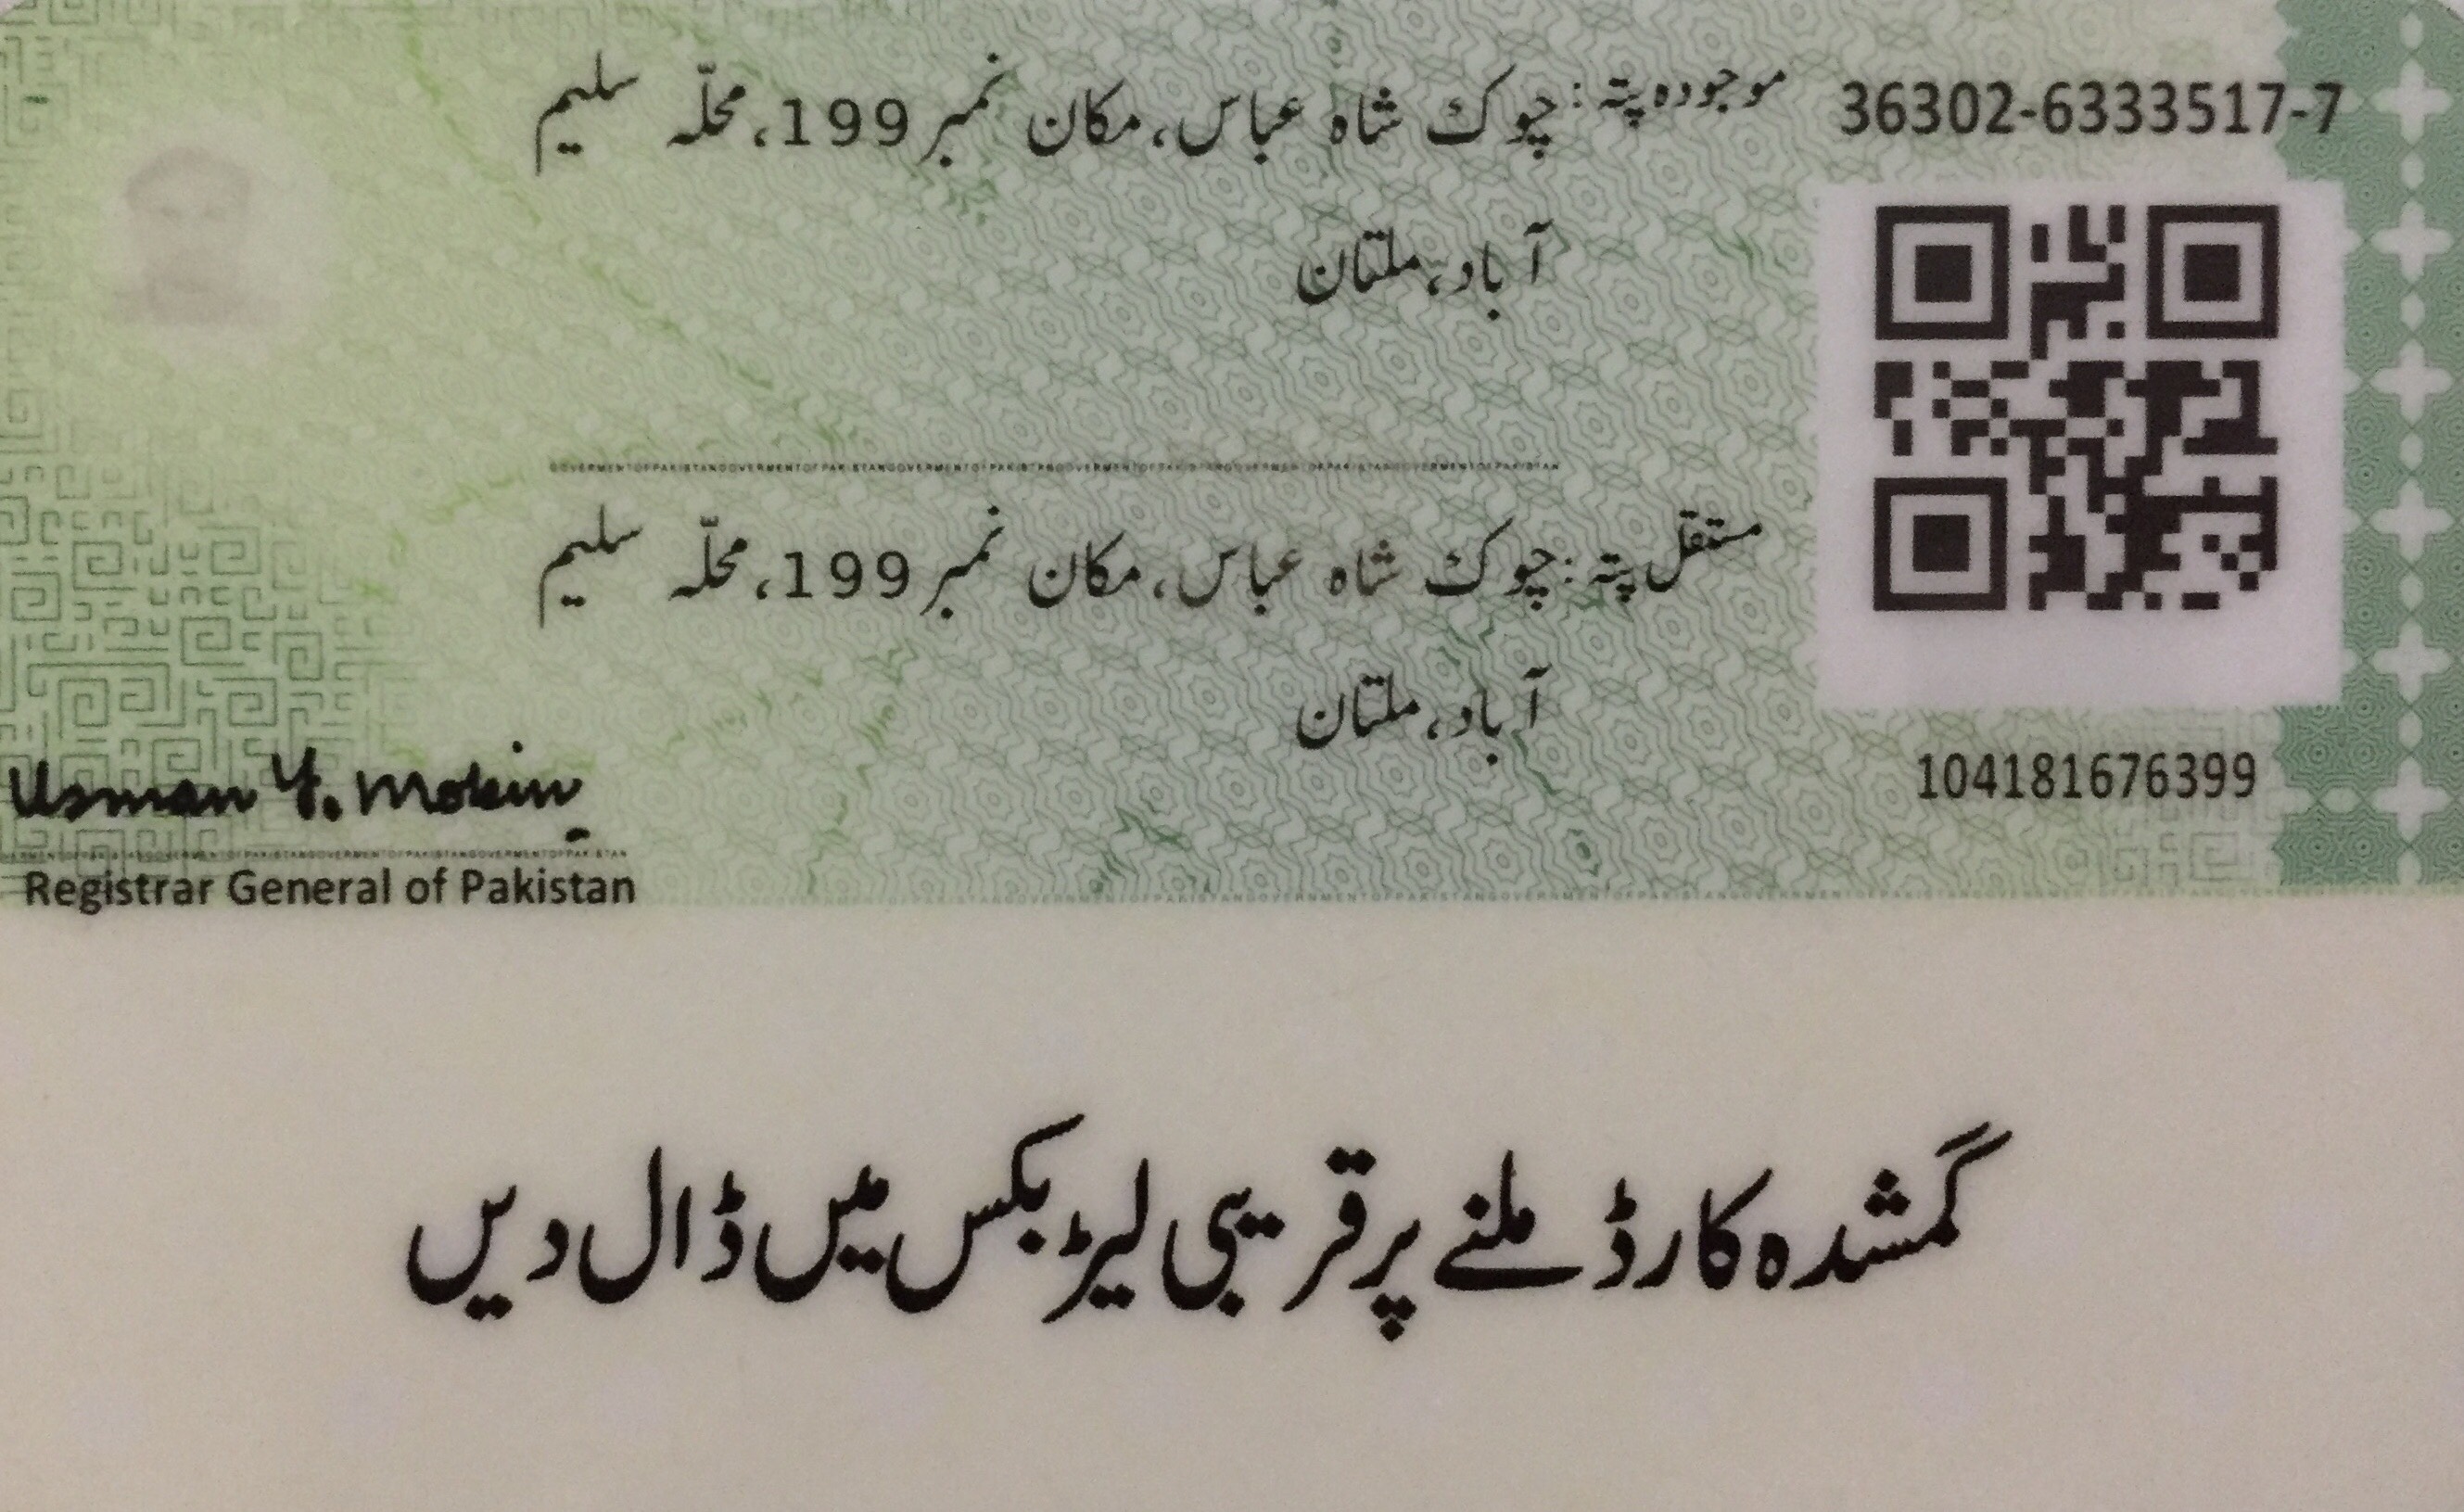 موجودہ پتہ: چوک شاہ عباس، مکان نمبر 199، محلّہ سلیم
آباد، ملتان
36302-6333517-7
GOVERMENTOFPAKISTANGOVERMENTOFPAKISTANGOVERMENTOFPAKISTANGOVERMENTOFPAKISTANGOVERMENTOFPAKISTANGOVERMENTOFPAKISTAN
مستقل پتہ: چوک شاہ عباس، مکان نمبر 199، محلّہ سلیم
آباد، ملتان
104181676399
Usman Y. Mobin
Registrar General of Pakistan
گمشدہ کارڈ ملنے پر قریبی لیٹر بکس میں ڈال دیں